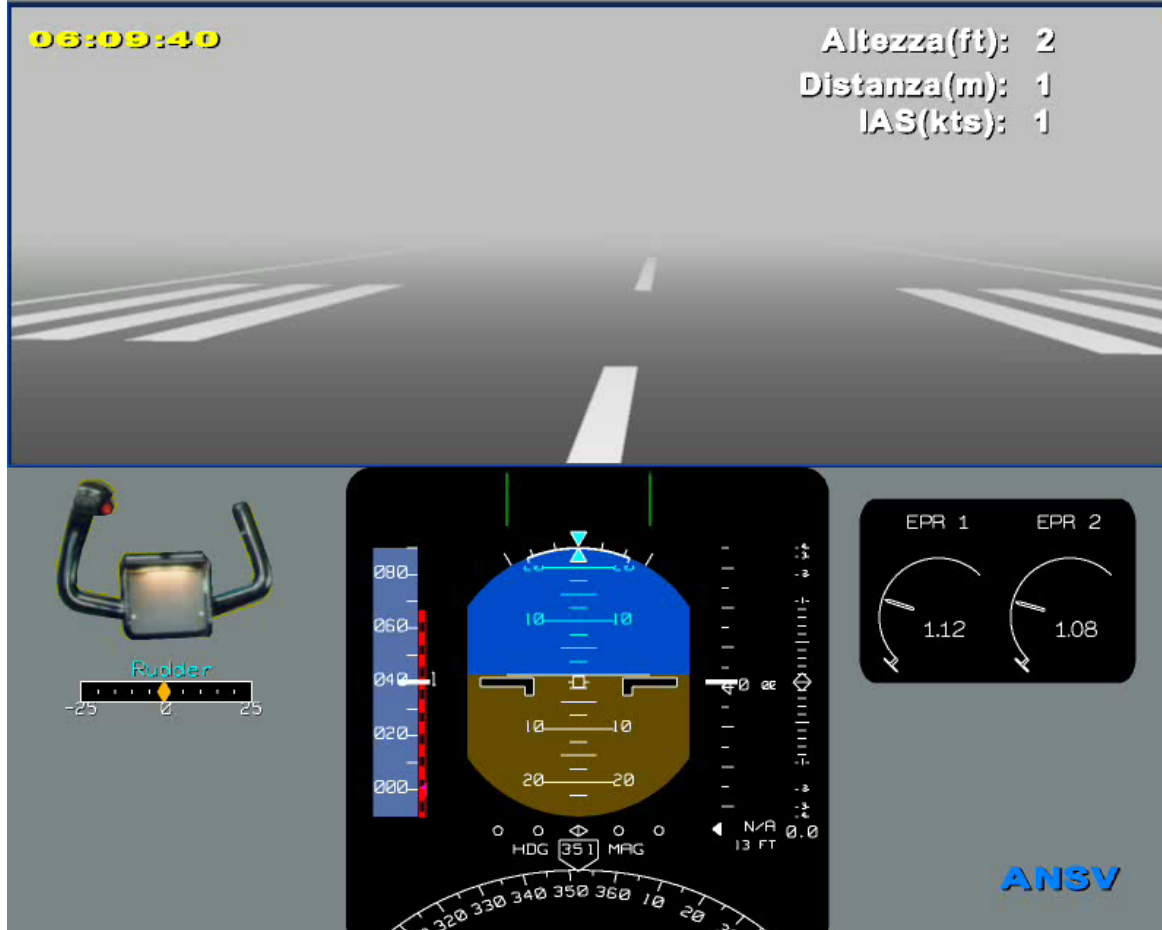 06:09:40
Altezza(ft): 2
Distanza(m): 1
IAS(kts): 1
EPR 1 EPR 2
1.12 1.08
Rudder
-25 0 25
080
060
040
020
000
1
10 10
10 10
20 20
N/A 0.0
13 FT
HDG 351 MAG
320 330 340 350 360 10 20
ANSV